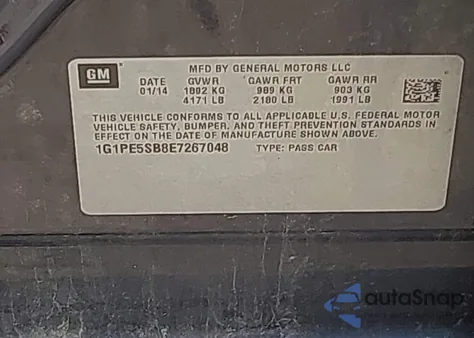 GM
MFD BY GENERAL MOTORS LLC
DATE GVWR GAWR FRT GAWR RR
01/14 1892 KG 989 KG 903 KG
4171 LB 2180 LB 1991 LB
THIS VEHICLE CONFORMS TO ALL APPLICABLE U.S. FEDERAL MOTOR
VEHICLE SAFETY, BUMPER, AND THEFT PREVENTION STANDARDS IN
EFFECT ON THE DATE OF MANUFACTURE SHOWN ABOVE.
1G1PE5SB8E7267048 TYPE: PASS CAR
autoSnap